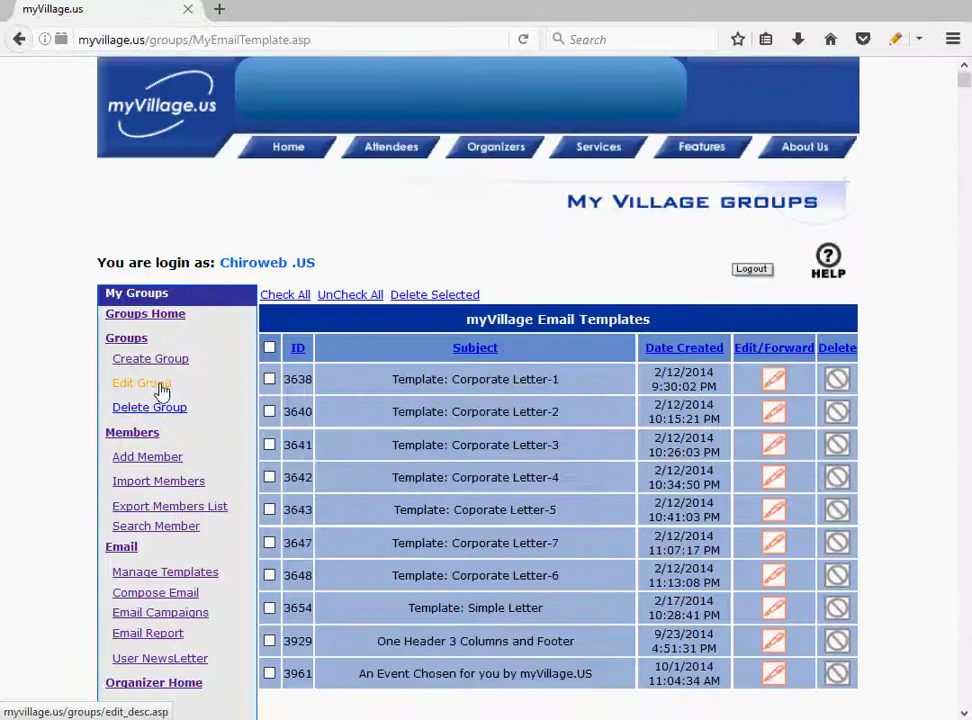 myVillage.us
myvillage.us/groups/MyEmailTemplate.asp
Search
myVillage.us
Home
Attendees
Organizers
Services
Features
About Us
My Village groups
You are login as: Chiroweb .US
Logout
HELP
My Groups
Groups Home
Groups
Create Group
Edit Group
Delete Group
Members
Add Member
Import Members
Export Members List
Search Member
Email
Manage Templates
Compose Email
Email Campaigns
Email Report
User NewsLetter
Organizer Home
Check All UnCheck All Delete Selected
myVillage Email Templates
ID Subject Date Created Edit/Forward Delete
3638 Template: Corporate Letter-1 2/12/2014 9:30:02 PM
3640 Template: Corporate Letter-2 2/12/2014 10:15:21 PM
3641 Template: Corporate Letter-3 2/12/2014 10:26:03 PM
3642 Template: Corporate Letter-4 2/12/2014 10:34:50 PM
3643 Template: Coporate Letter-5 2/12/2014 10:41:03 PM
3647 Template: Corporate Letter-7 2/12/2014 11:07:17 PM
3648 Template: Corporate Letter-6 2/12/2014 11:13:08 PM
3654 Template: Simple Letter 2/17/2014 10:28:41 PM
3929 One Header 3 Columns and Footer 9/23/2014 4:51:31 PM
3961 An Event Chosen for you by myVillage.US 10/1/2014 11:04:34 AM
myvillage.us/groups/edit_desc.asp